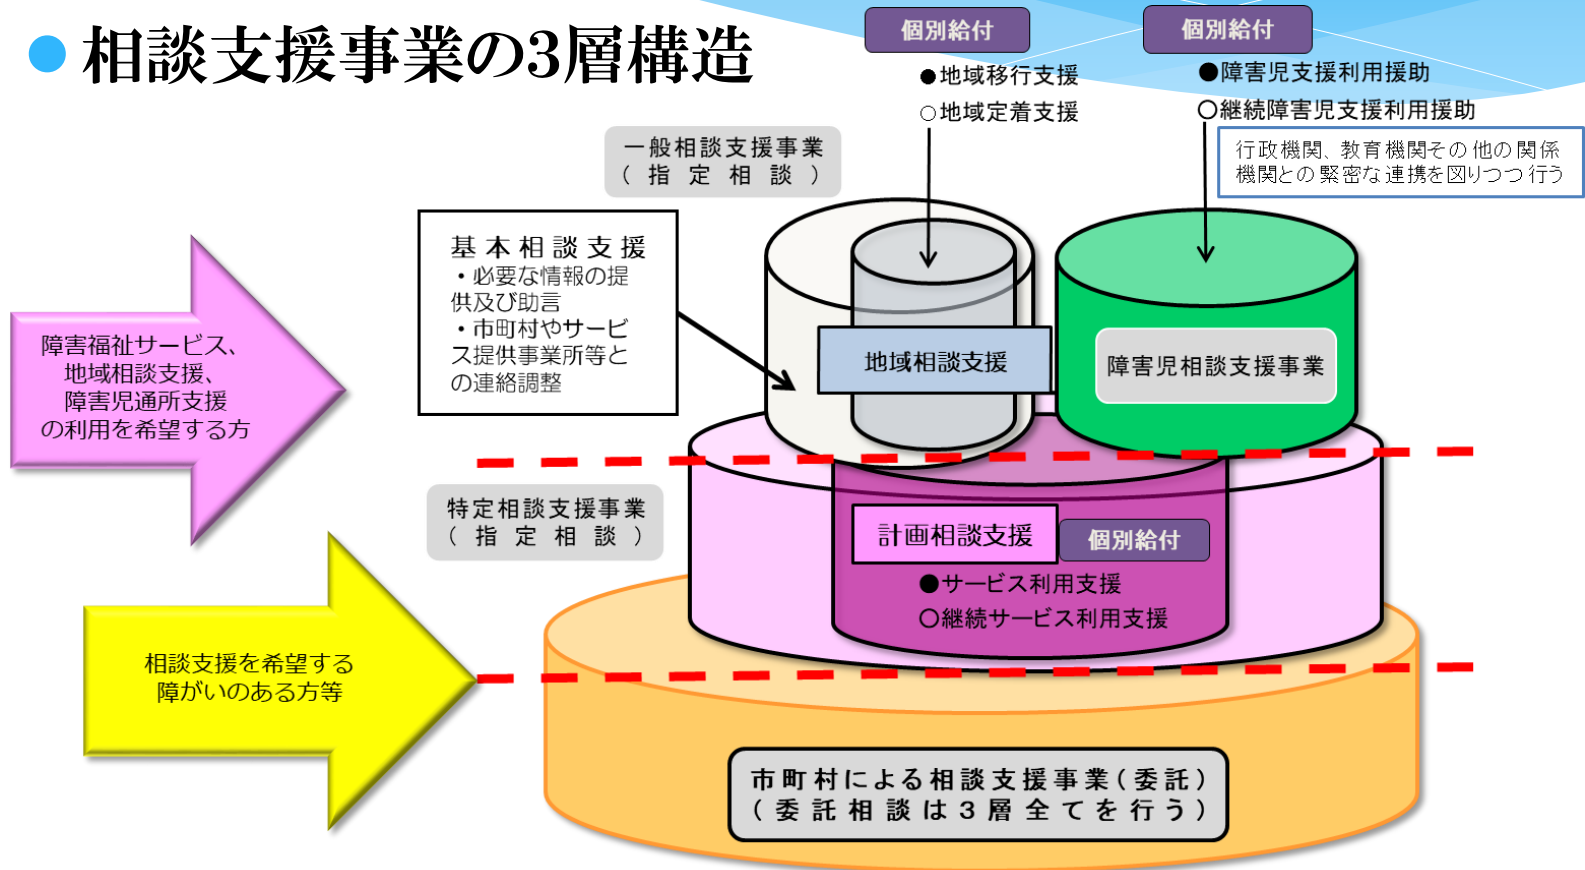 相談支援事業の3層構造
個別給付
●地域移行支援
○地域定着支援
個別給付
●障害児支援利用援助
○継続障害児支援利用援助
行政機関、教育機関その他の関係
機関との緊密な連携を図りつつ行う
一般相談支援事業
(指定相談)
基本相談支援
・必要な情報の提
供及び助言
・市町村やサービ
ス提供事業所等と
の連絡調整
地域相談支援
障害児相談支援事業
障害福祉サービス、
地域相談支援、
障害児通所支援
の利用を希望する方
特定相談支援事業
(指定相談)
計画相談支援
個別給付
●サービス利用支援
○継続サービス利用支援
相談支援を希望する
障がいのある方等
市町村による相談支援事業(委託)
(委託相談は3層全てを行う)